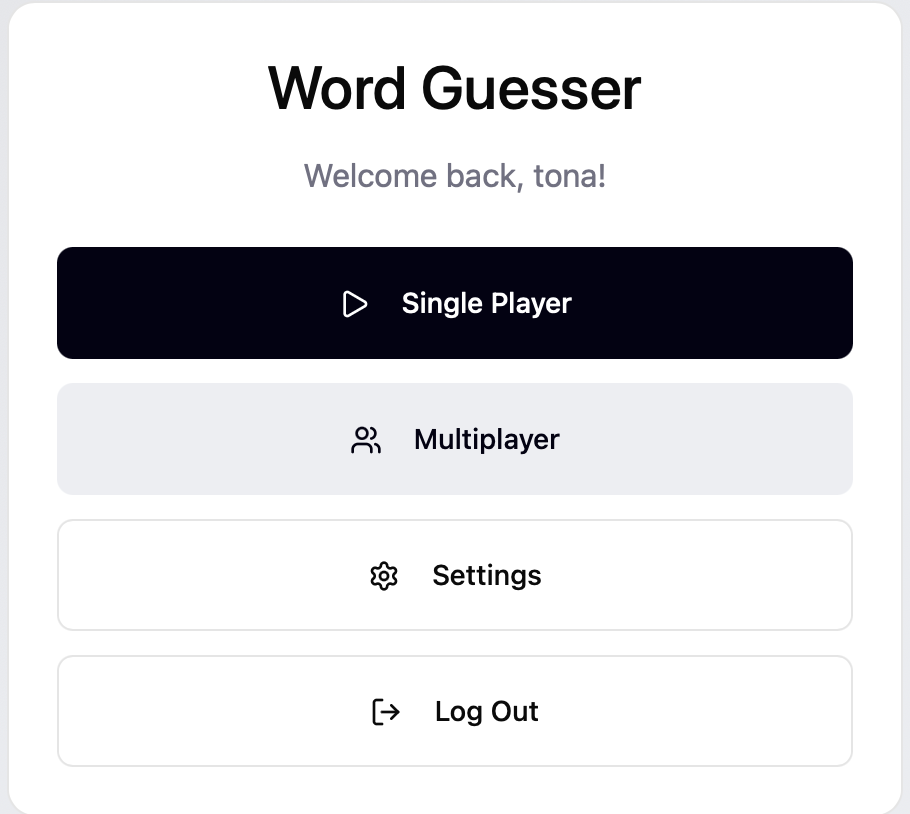 Word Guesser
Welcome back, tona!
Single Player
Multiplayer
Settings
Log Out